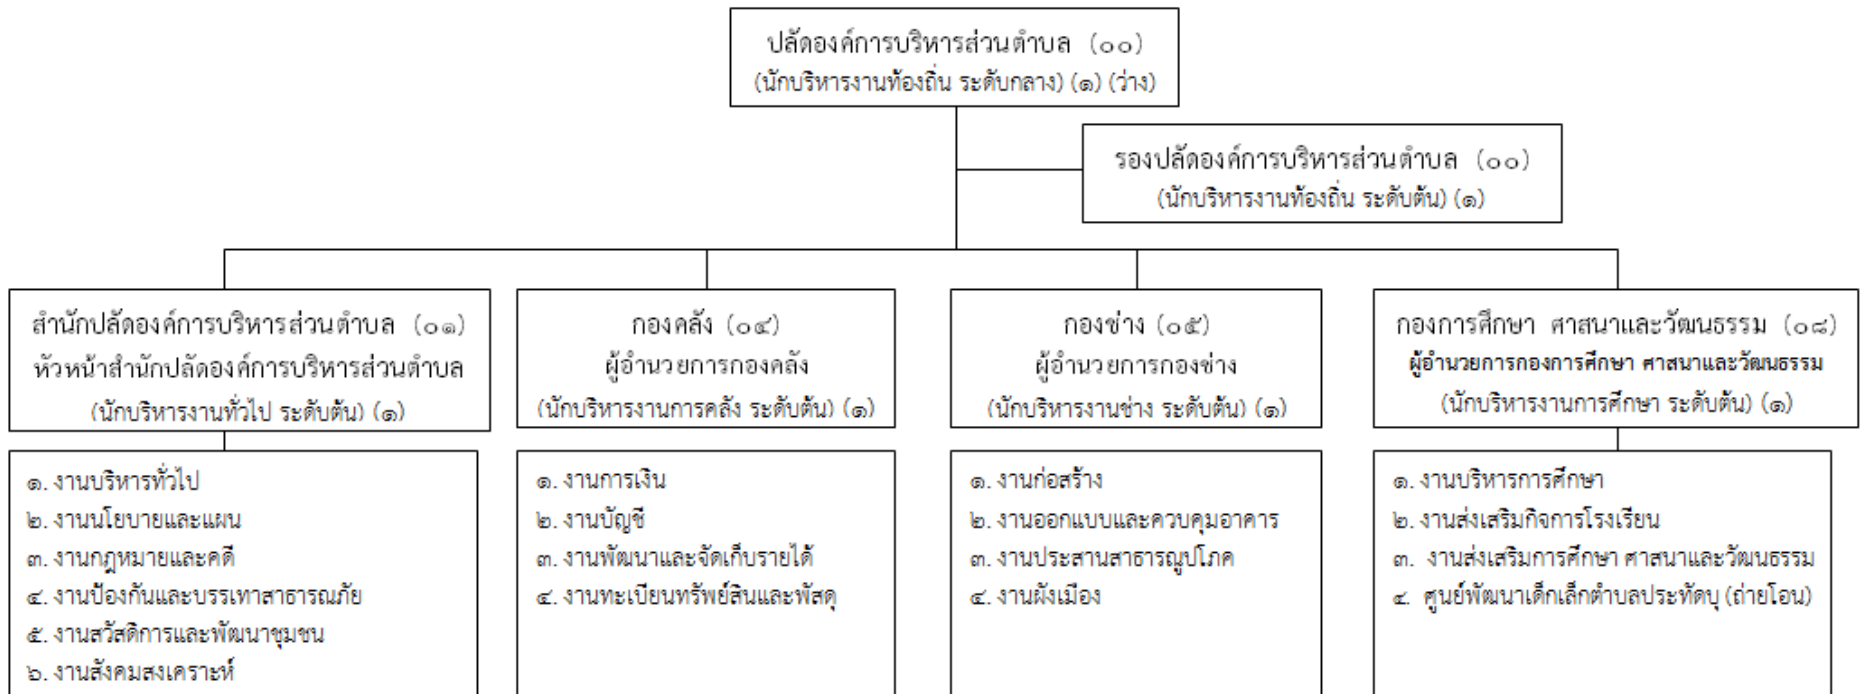 ปลัดองค์การบริหารส่วนตำบล (๐๐)
(นักบริหารงานท้องถิ่น ระดับกลาง) (๑) (ว่าง)
รองปลัดองค์การบริหารส่วนตำบล (๐๐)
(นักบริหารงานท้องถิ่น ระดับต้น) (๑)
สำนักปลัดองค์การบริหารส่วนตำบล (๐๑)
หัวหน้าสำนักปลัดองค์การบริหารส่วนตำบล
(นักบริหารงานทั่วไป ระดับต้น) (๑)
กองคลัง (๐๔)
ผู้อำนวยการกองคลัง
(นักบริหารงานการคลัง ระดับต้น) (๑)
กองช่าง (๐๕)
ผู้อำนวยการกองช่าง
(นักบริหารงานช่าง ระดับต้น) (๑)
กองการศึกษา ศาสนาและวัฒนธรรม (๐๘)
ผู้อำนวยการกองการศึกษา ศาสนาและวัฒนธรรม
(นักบริหารงานการศึกษา ระดับต้น) (๑)
๑. งานบริหารทั่วไป
๒. งานนโยบายและแผน
๓. งานกฎหมายและคดี
๔. งานป้องกันและบรรเทาสาธารณภัย
๕. งานสวัสดิการและพัฒนาชุมชน
๖. งานสังคมสงเคราะห์
๑. งานการเงิน
๒. งานบัญชี
๓. งานพัฒนาและจัดเก็บรายได้
๔. งานทะเบียนทรัพย์สินและพัสดุ
๑. งานก่อสร้าง
๒. งานออกแบบและควบคุมอาคาร
๓. งานประสานสาธารณูปโภค
๔. งานผังเมือง
๑. งานบริหารการศึกษา
๒. งานส่งเสริมกิจการโรงเรียน
๓. งานส่งเสริมการศึกษา ศาสนาและวัฒนธรรม
๔. ศูนย์พัฒนาเด็กเล็กตำบลประทัดบุ (ถ่ายโอน)